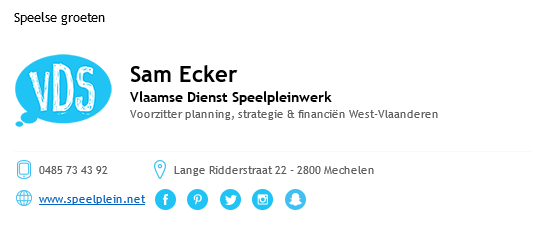 Speelse groeten
VDS
Sam Ecker
Vlaamse Dienst Speelpleinwerk
Voorzitter planning, strategie & financiën West-Vlaanderen
0485 73 43 92
Lange Ridderstraat 22 - 2800 Mechelen
www.speelplein.net